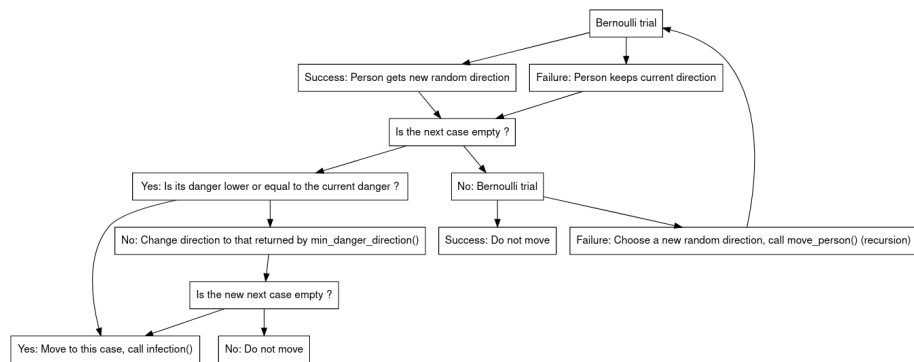 Bernoulli trial
Success: Person gets new random direction
Failure: Person keeps current direction
Is the next case empty ?
Yes: Is its danger lower or equal to the current danger ?
No: Bernoulli trial
No: Change direction to that returned by min_danger_direction()
Success: Do not move
Failure: Choose a new random direction, call move_person() (recursion)
Is the new next case empty ?
Yes: Move to this case, call infection()
No: Do not move